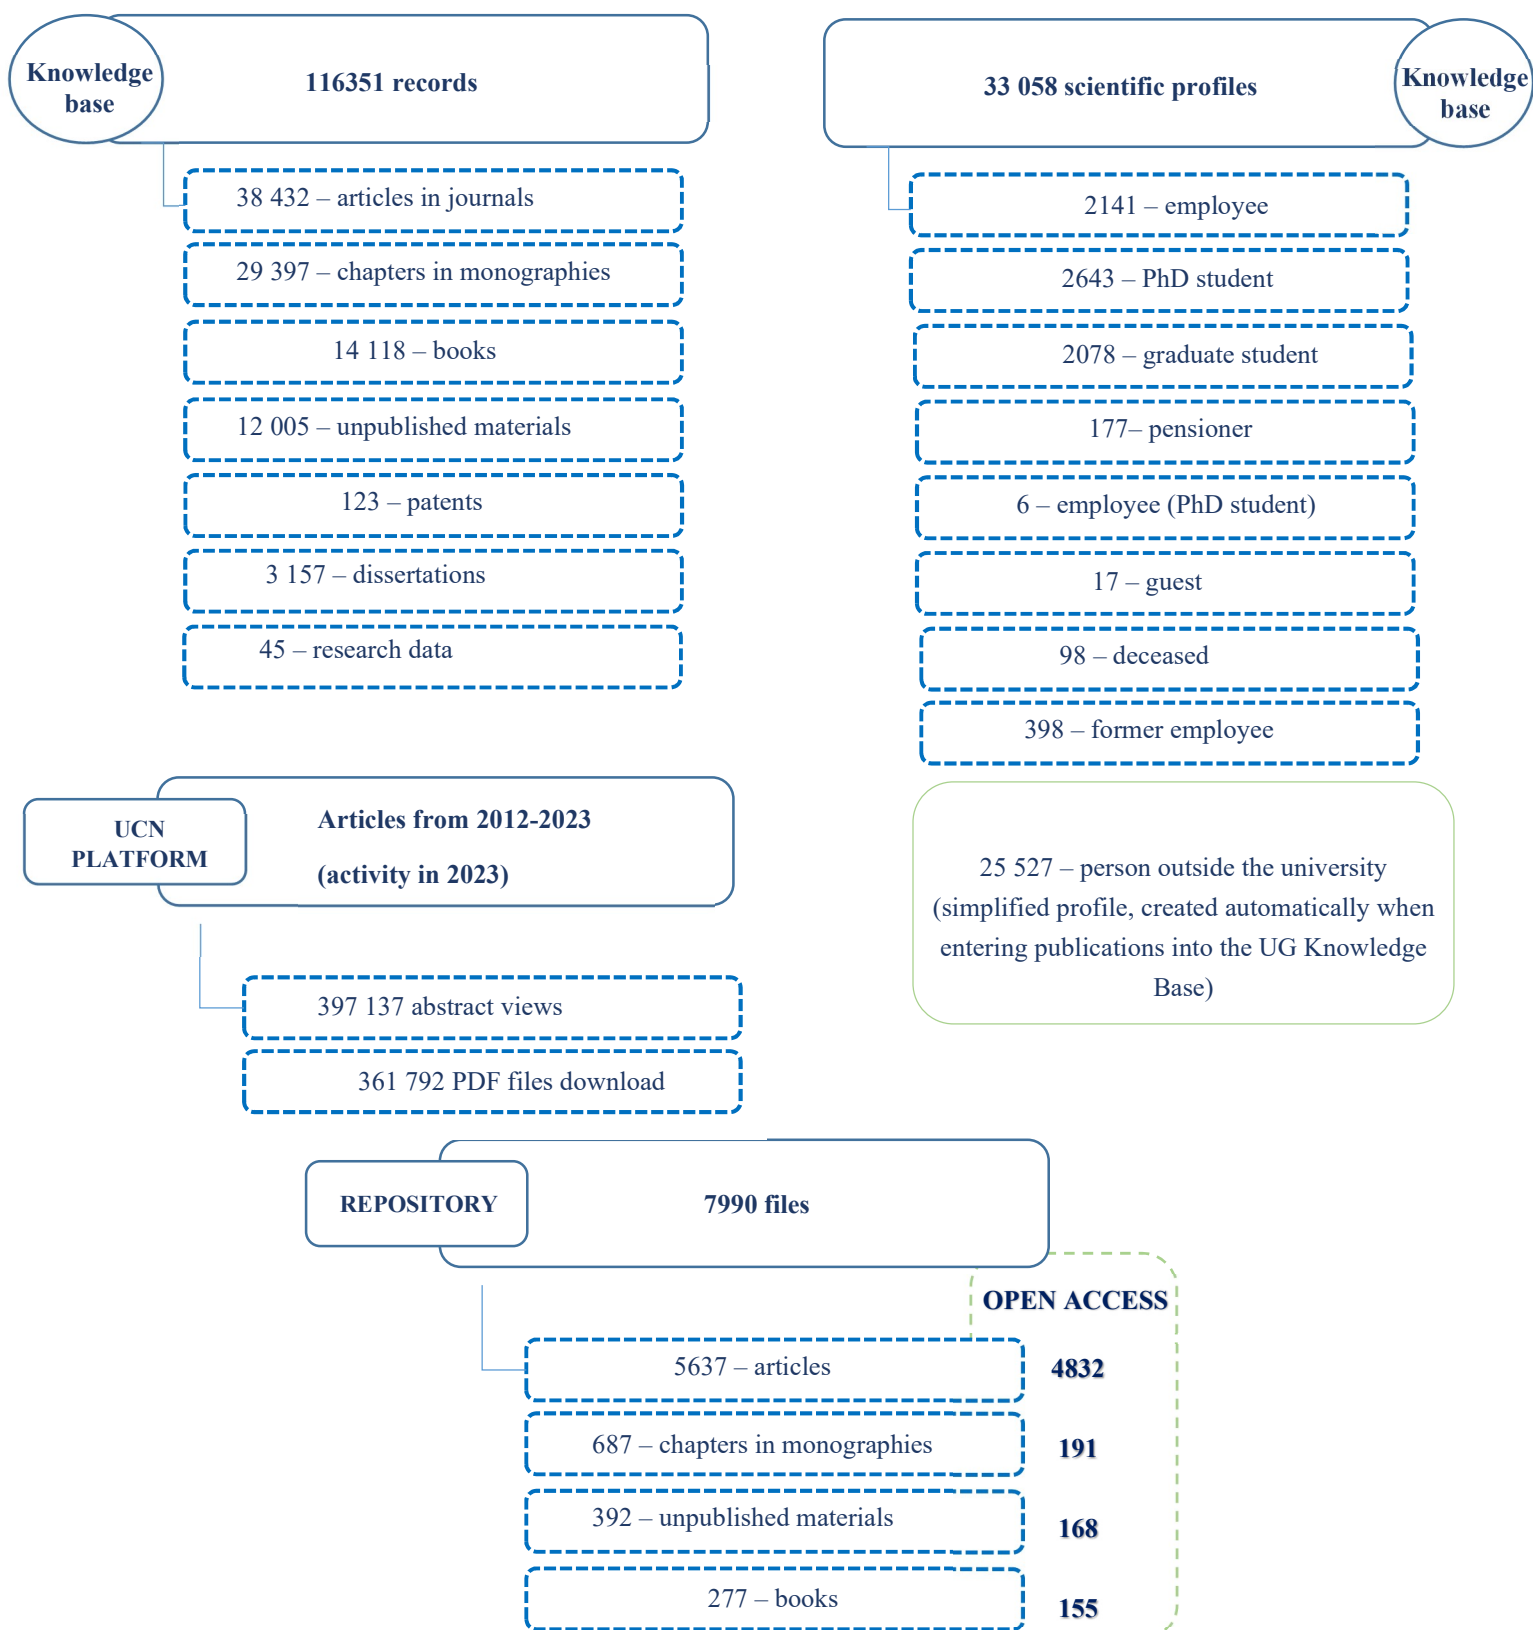 Knowledge
base
116351 records
38 432 – articles in journals
29 397 – chapters in monographies
14 118 – books
12 005 – unpublished materials
123 – patents
3 157 – dissertations
45 – research data
33 058 scientific profiles
Knowledge
base
2141 – employee
2643 – PhD student
2078 – graduate student
177– pensioner
6 – employee (PhD student)
17 – guest
98 – deceased
398 – former employee
25 527 – person outside the university
(simplified profile, created automatically when
entering publications into the UG Knowledge
Base)
UCN
PLATFORM
Articles from 2012-2023
(activity in 2023)
397 137 abstract views
361 792 PDF files download
REPOSITORY
7990 files
OPEN ACCESS
5637 – articles
4832
687 – chapters in monographies
191
392 – unpublished materials
168
277 – books
155